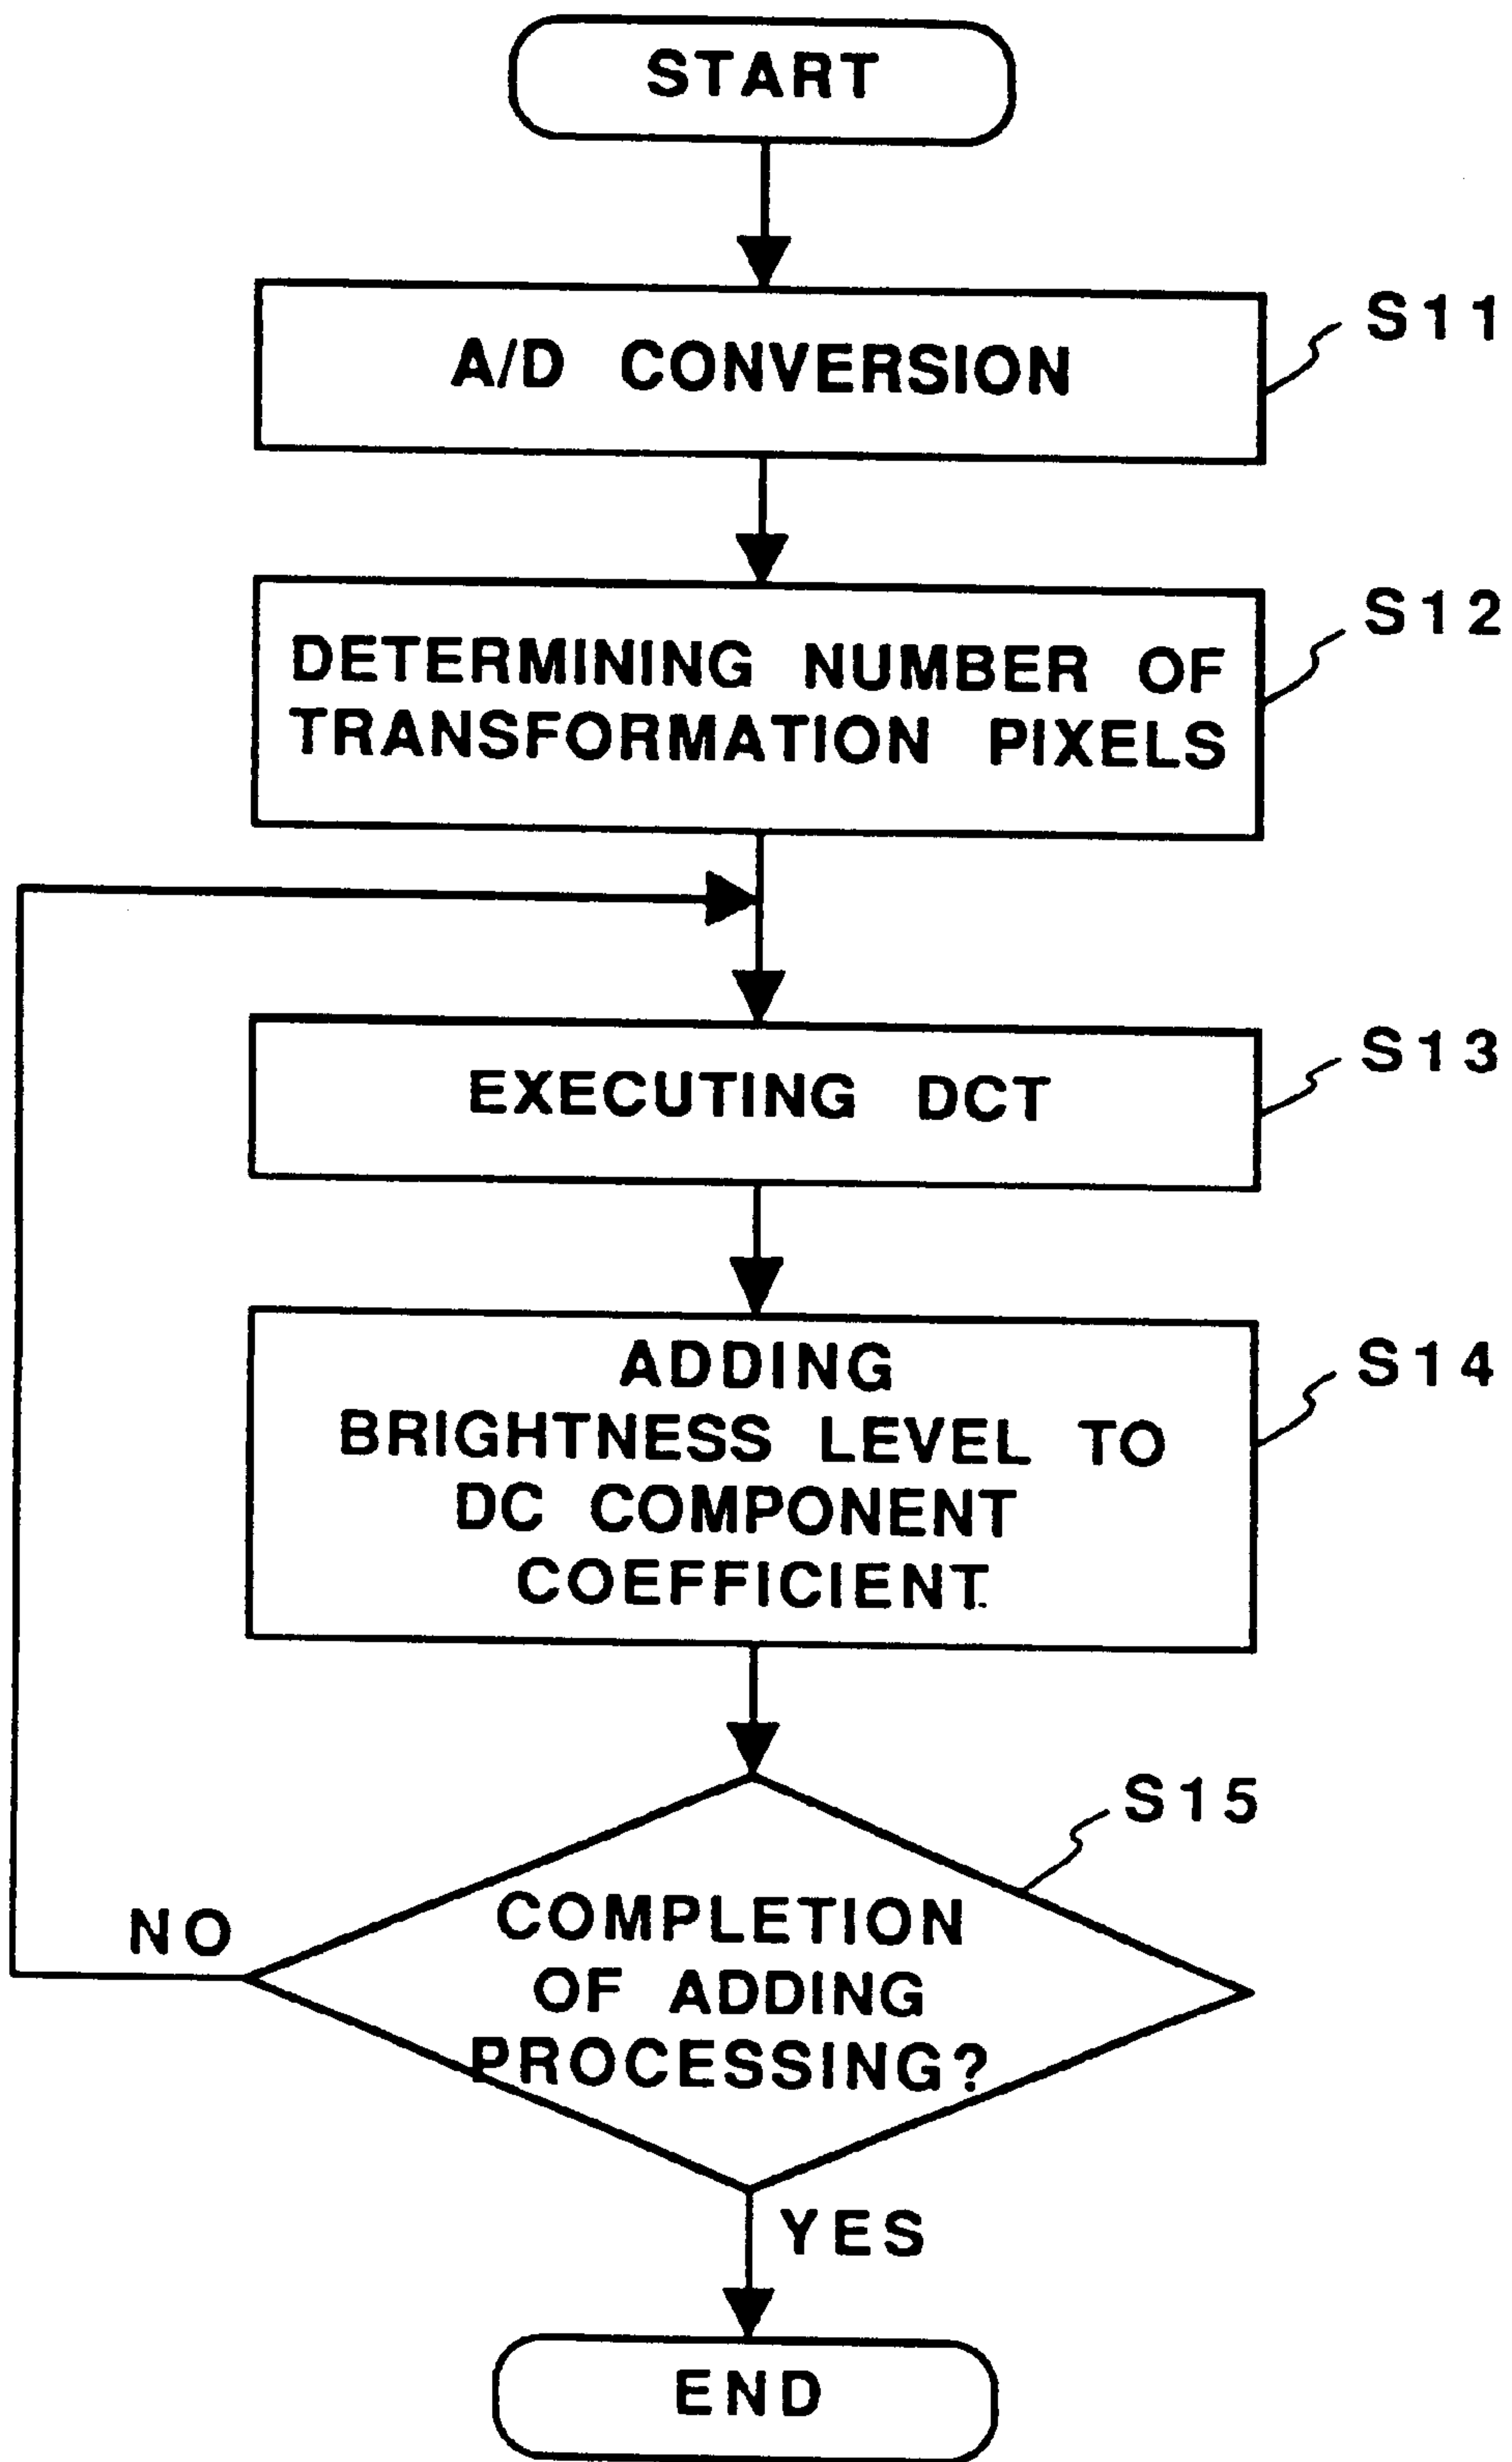 START
A/D CONVERSION
S11
DETERMINING NUMBER OF
TRANSFORMATION PIXELS
S12
EXECUTING DCT
S13
ADDING
BRIGHTNESS LEVEL TO
DC COMPONENT
COEFFICIENT
S14
COMPLETION
OF ADDING
PROCESSING?
S15
NO
YES
END